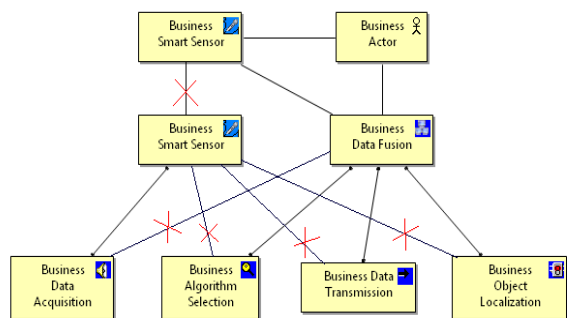 Business
Smart Sensor
Business
Actor
Business
Smart Sensor
Business
Data Fusion
Business
Data
Acquisition
Business
Algorithm
Selection
Business Data
Transmission
Business
Object
Localization